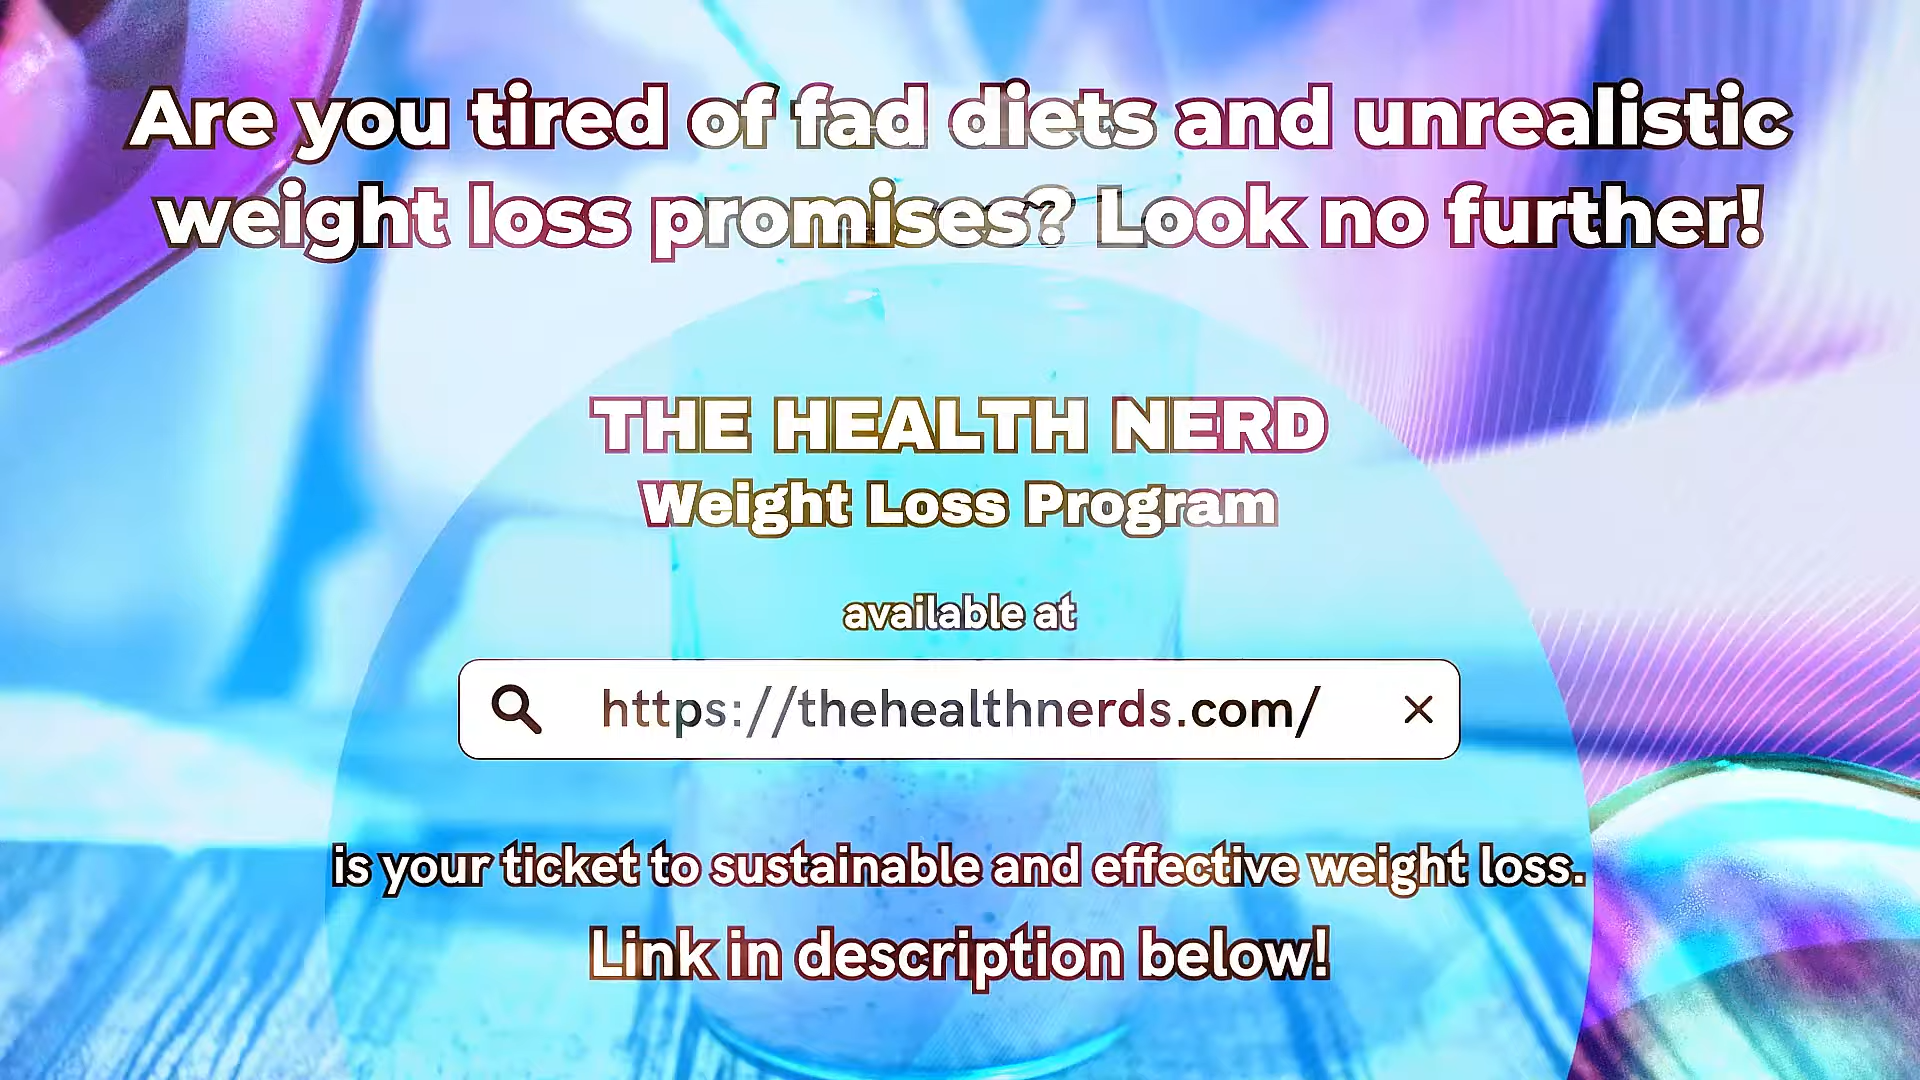 Are you tired of fad diets and unrealistic
weight loss promises? Look no further!
THE HEALTH NERD
Weight Loss Program
available at
https://thehealthnerds.com/
is your ticket to sustainable and effective weight loss.
Link in description below!